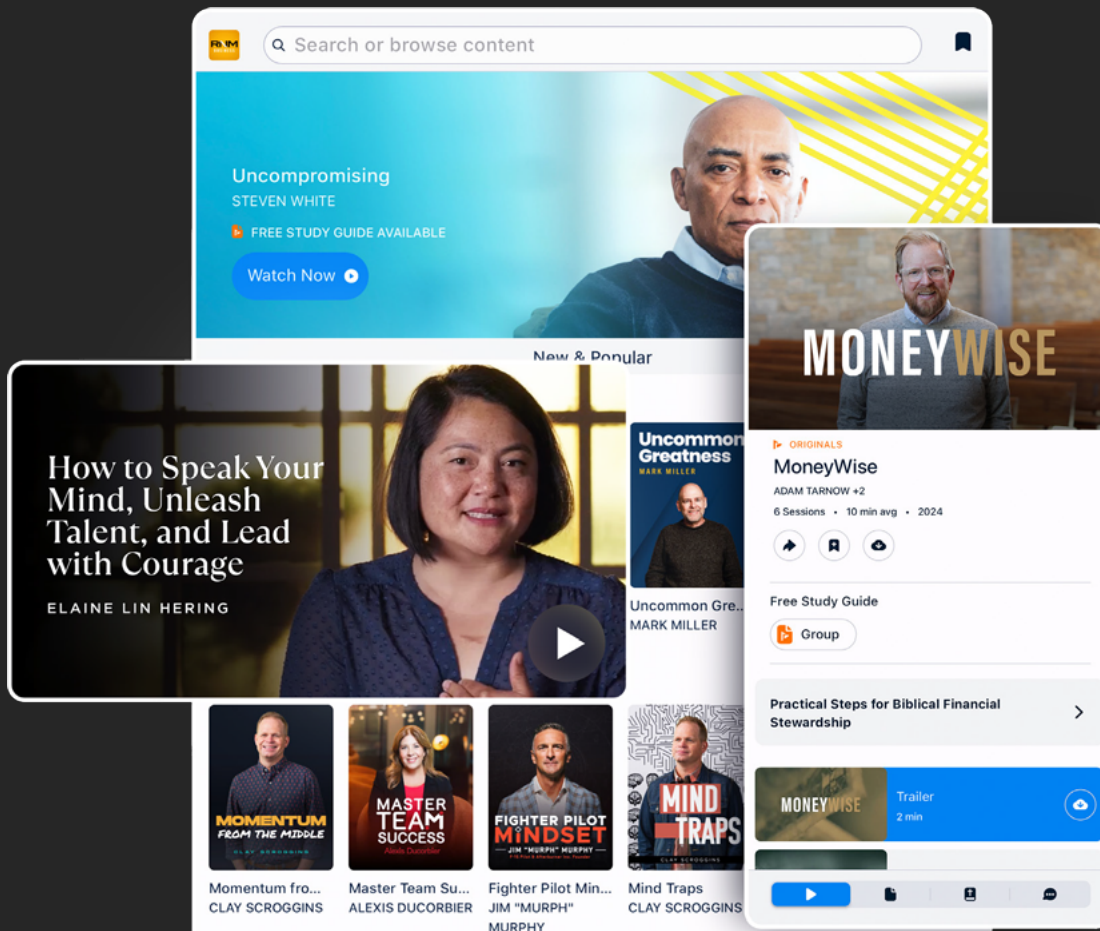 Search or browse content
Uncompromising
STEVEN WHITE
FREE STUDY GUIDE AVAILABLE
Watch Now
New & Popular
How to Speak Your
Mind, Unleash
Talent, and Lead
with Courage
ELAINE LIN HERING
Uncommon
Greatness
MARK MILLER
Uncommon Gre...
MARK MILLER
MOMENTUM
FROM THE MIDDLE
CLAY SCROGGINS
Momentum fro...
CLAY SCROGGINS
MASTER
TEAM
SUCCESS
Alexis Ducorbier
Master Team Su...
ALEXIS DUCORBIER
FIGHTER PILOT
MINDSET
JIM "MURPH" MURPHY
Fighter Pilot Min...
JIM "MURPH"
MURPHY
MIND
TRAPS
CLAY SCROGGINS
Mind Traps
CLAY SCROGGINS
MONEYWISE
ORIGINALS
MoneyWise
ADAM TARNOW +2
6 Sessions • 10 min avg • 2024
Free Study Guide
Group
Practical Steps for Biblical Financial
Stewardship
MONEYWISE
Trailer
2 min